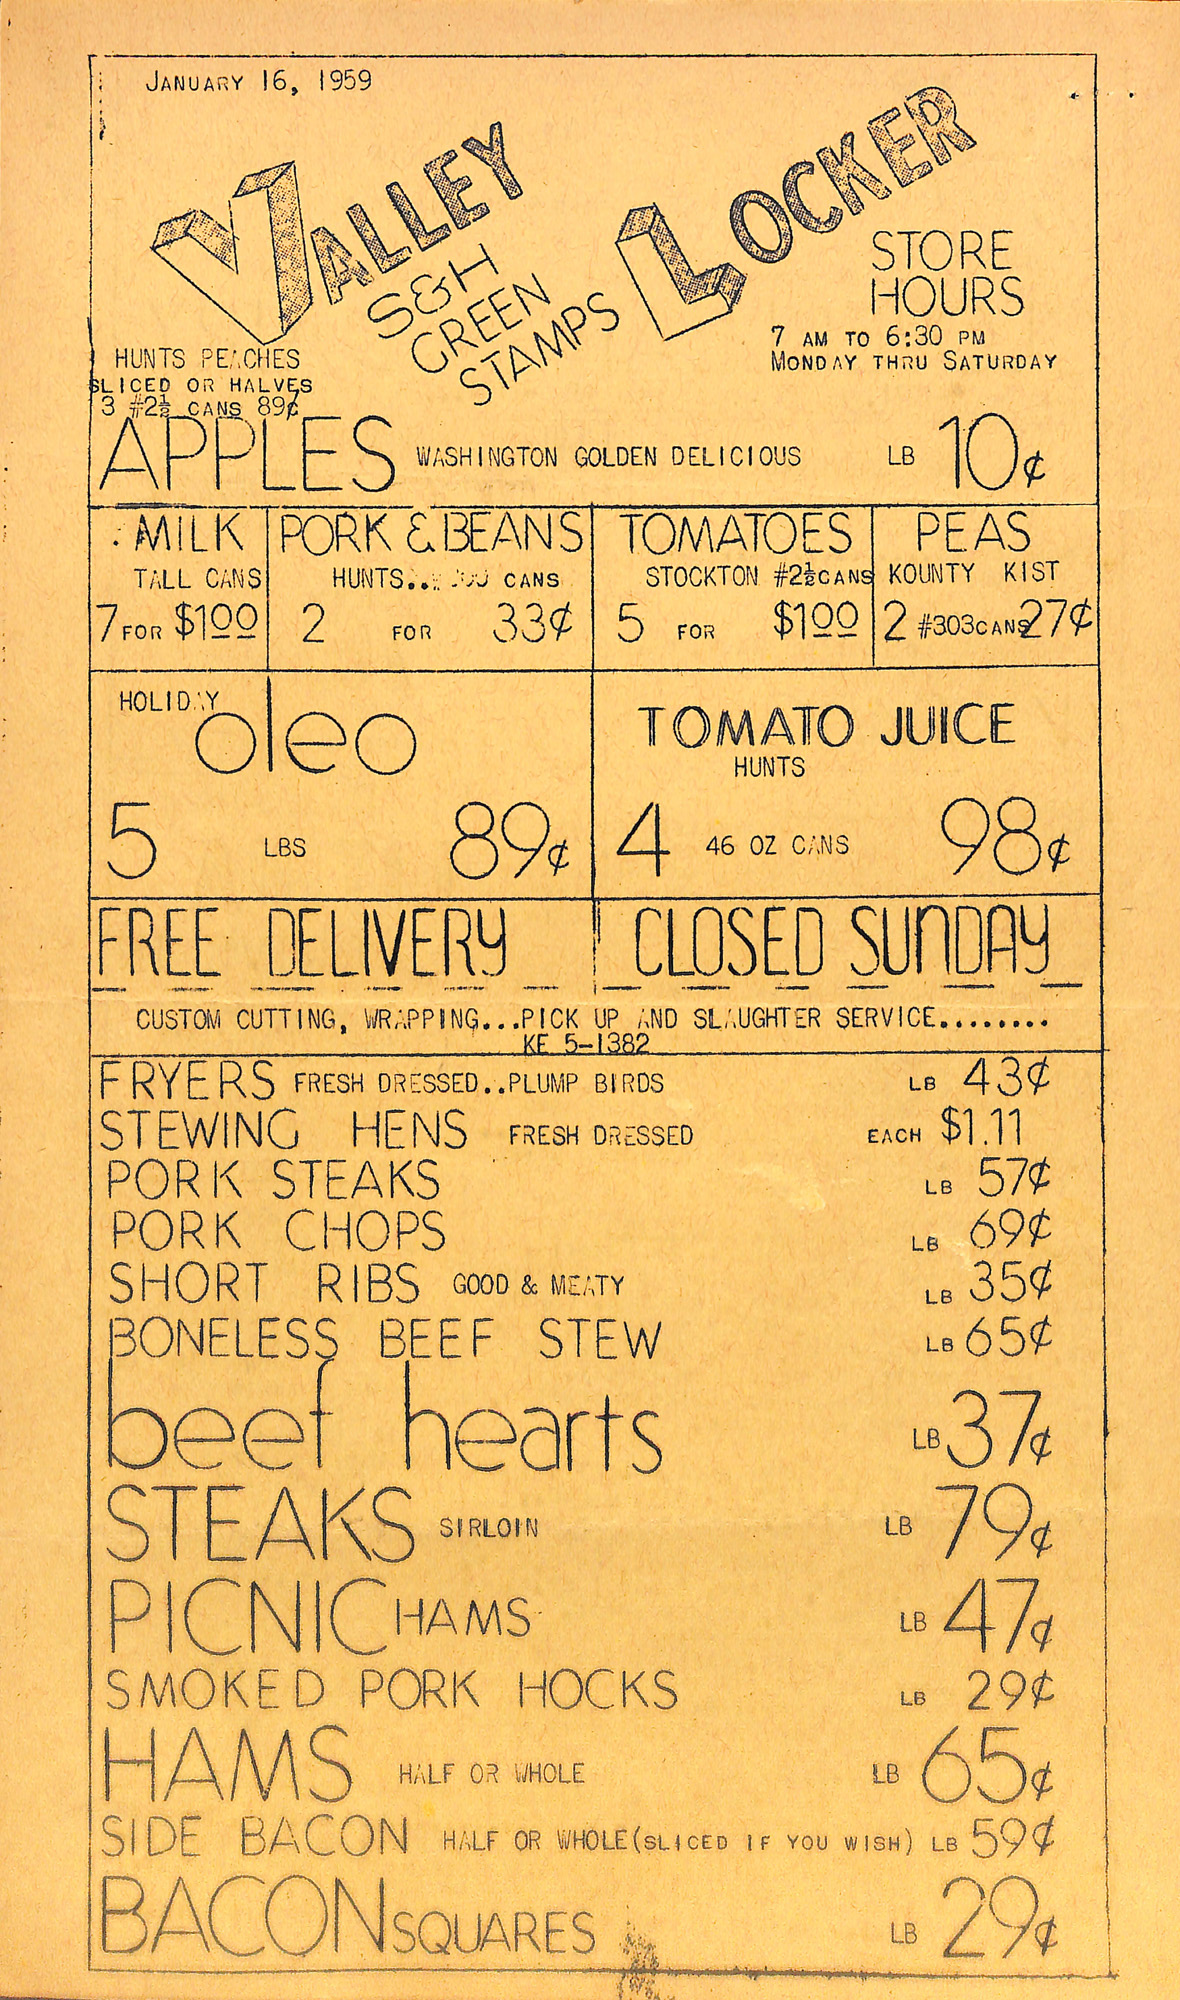 JANUARY 16, 1959
VALLEY LOCKER
S&H
GREEN
STAMPS
STORE
HOURS
7 AM TO 6:30 PM
MONDAY THRU SATURDAY
HUNTS PEACHES
SLICED OR HALVES
3 #2½ CANS 89¢
APPLES WASHINGTON GOLDEN DELICIOUS LB 10¢
MILK
TALL CANS
7 FOR $1.00
PORK & BEANS
HUNTS.. CANS
2 FOR 33¢
TOMATOES
STOCKTON #2½ CANS
5 FOR $1.00
PEAS
KOUNTY KIST
2 #303 CANS 27¢
HOLIDAY
oleo
5 LBS 89¢
TOMATO JUICE
HUNTS
4 46 OZ CANS 98¢
FREE DELIVERY
CLOSED SUNDAY
CUSTOM CUTTING, WRAPPING...PICK UP AND SLAUGHTER SERVICE........
KE 5-1382
FRYERS FRESH DRESSED..PLUMP BIRDS LB 43¢
STEWING HENS FRESH DRESSED EACH $1.11
PORK STEAKS LB 57¢
PORK CHOPS LB 69¢
SHORT RIBS GOOD & MEATY LB 35¢
BONELESS BEEF STEW LB 65¢
beef hearts LB 37¢
STEAKS SIRLOIN LB 79¢
PICNIC HAMS LB 47¢
SMOKED PORK HOCKS LB 29¢
HAMS HALF OR WHOLE LB 65¢
SIDE BACON HALF OR WHOLE(SLICED IF YOU WISH) LB 59¢
BACON SQUARES LB 29¢